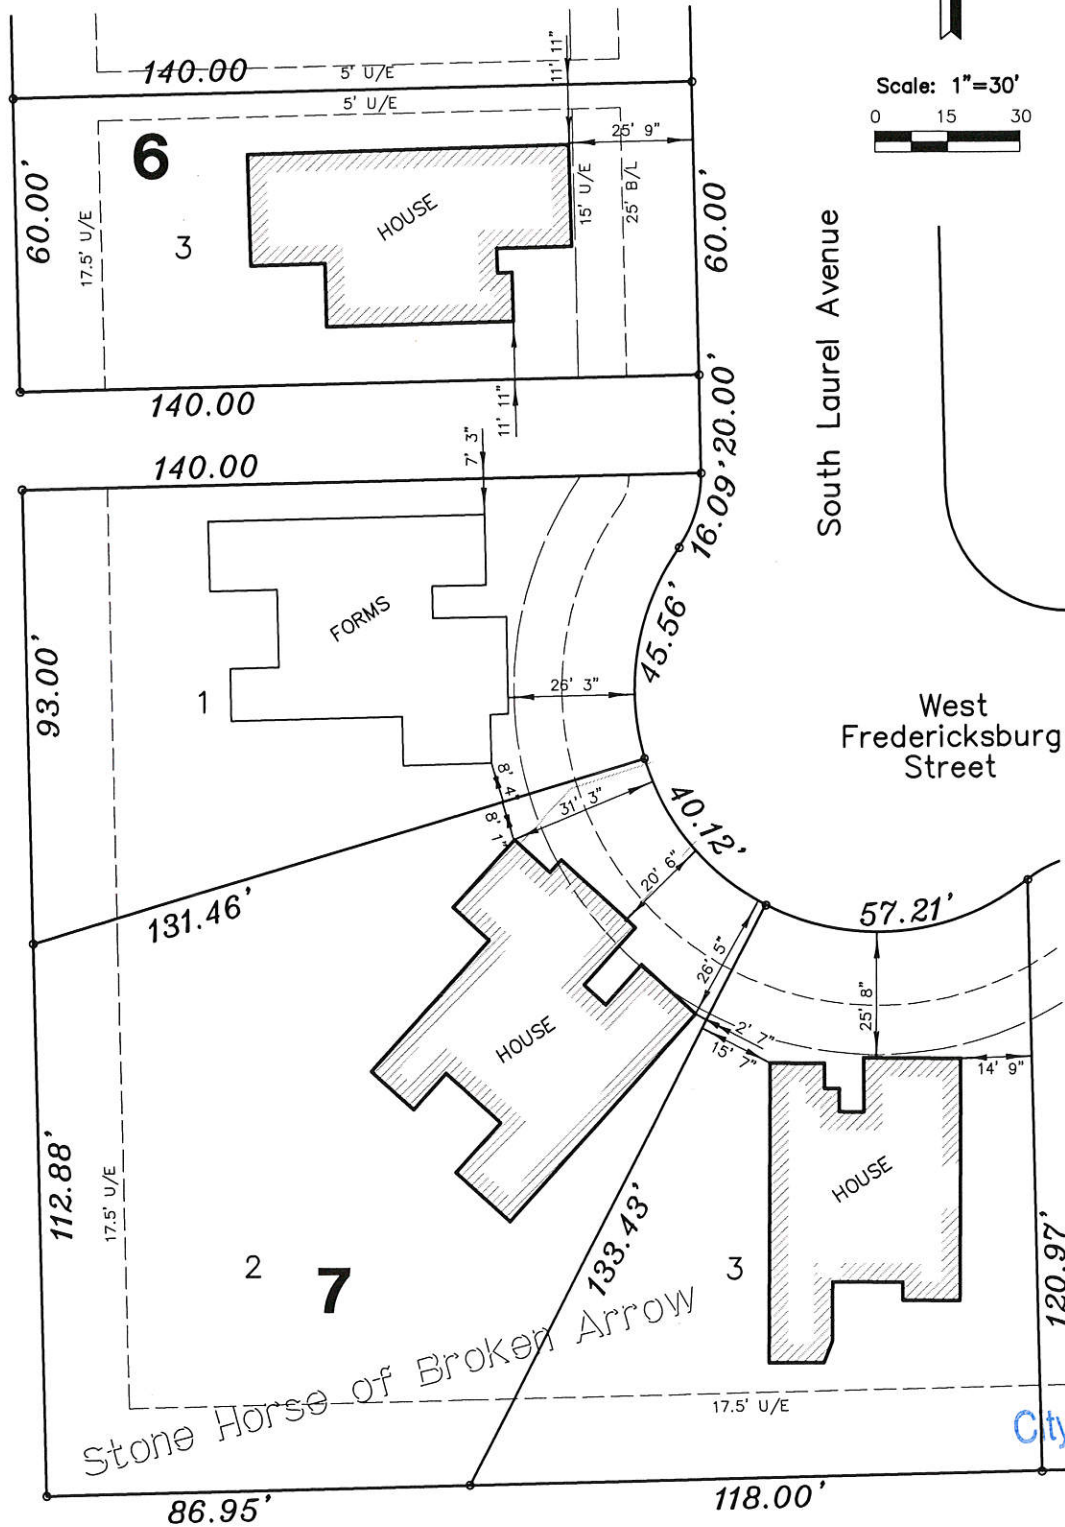 140.00
5' U/E
11' 11"
Scale: 1"=30'
0 15 30
5' U/E
25' 9"
6
60.00'
17.5' U/E
3
HOUSE
15' U/E
25' B/L
60.00'
South Laurel Avenue
140.00
11' 11"
20.00'
140.00
7' 3"
16.09'
FORMS
45.56'
93.00'
1
26' 3"
West
Fredericksburg
Street
8' 4"
31' 3"
8' 1"
40.12'
131.46'
20' 6"
57.21'
26' 5"
25' 8"
HOUSE
2' 7"
15' 7"
14' 9"
112.88'
17.5' U/E
HOUSE
133.43'
120.97'
2
7
3
Stone Horse of Broken Arrow
17.5' U/E
City
86.95'
118.00'